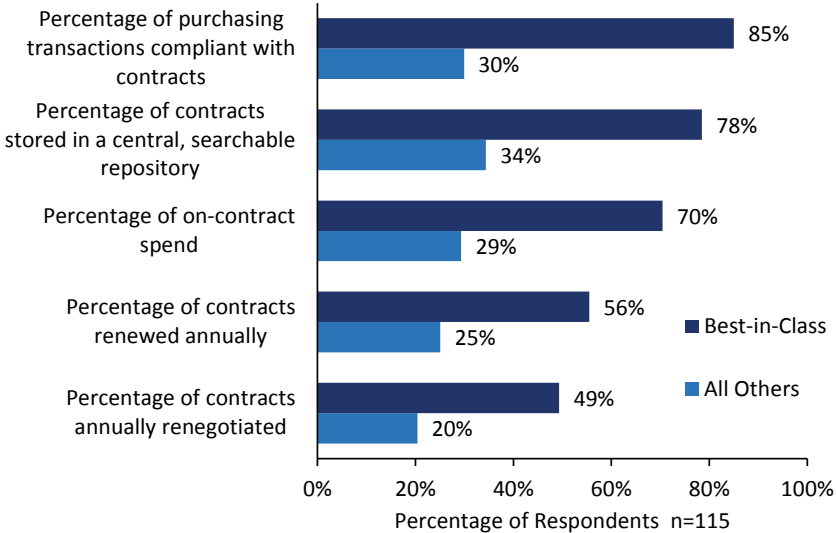 Percentage of purchasing
transactions compliant with
contracts
85%
30%
Percentage of contracts
stored in a central, searchable
repository
78%
34%
Percentage of on-contract
spend
70%
29%
Percentage of contracts
renewed annually
56%
25%
Best-in-Class
All Others
Percentage of contracts
annually renegotiated
49%
20%
0% 20% 40% 60% 80% 100%
Percentage of Respondents n=115